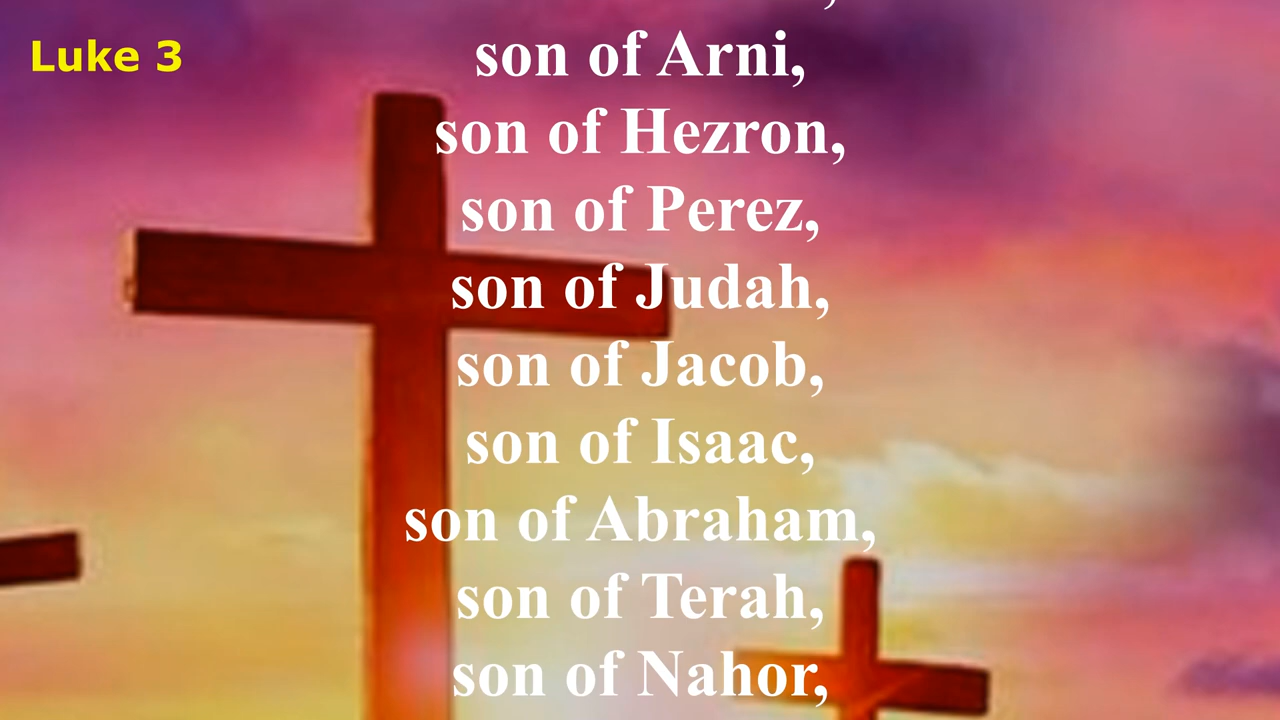 Luke 3
son of Arni,
son of Hezron,
son of Perez,
son of Judah,
son of Jacob,
son of Isaac,
son of Abraham,
son of Terah,
son of Nahor,